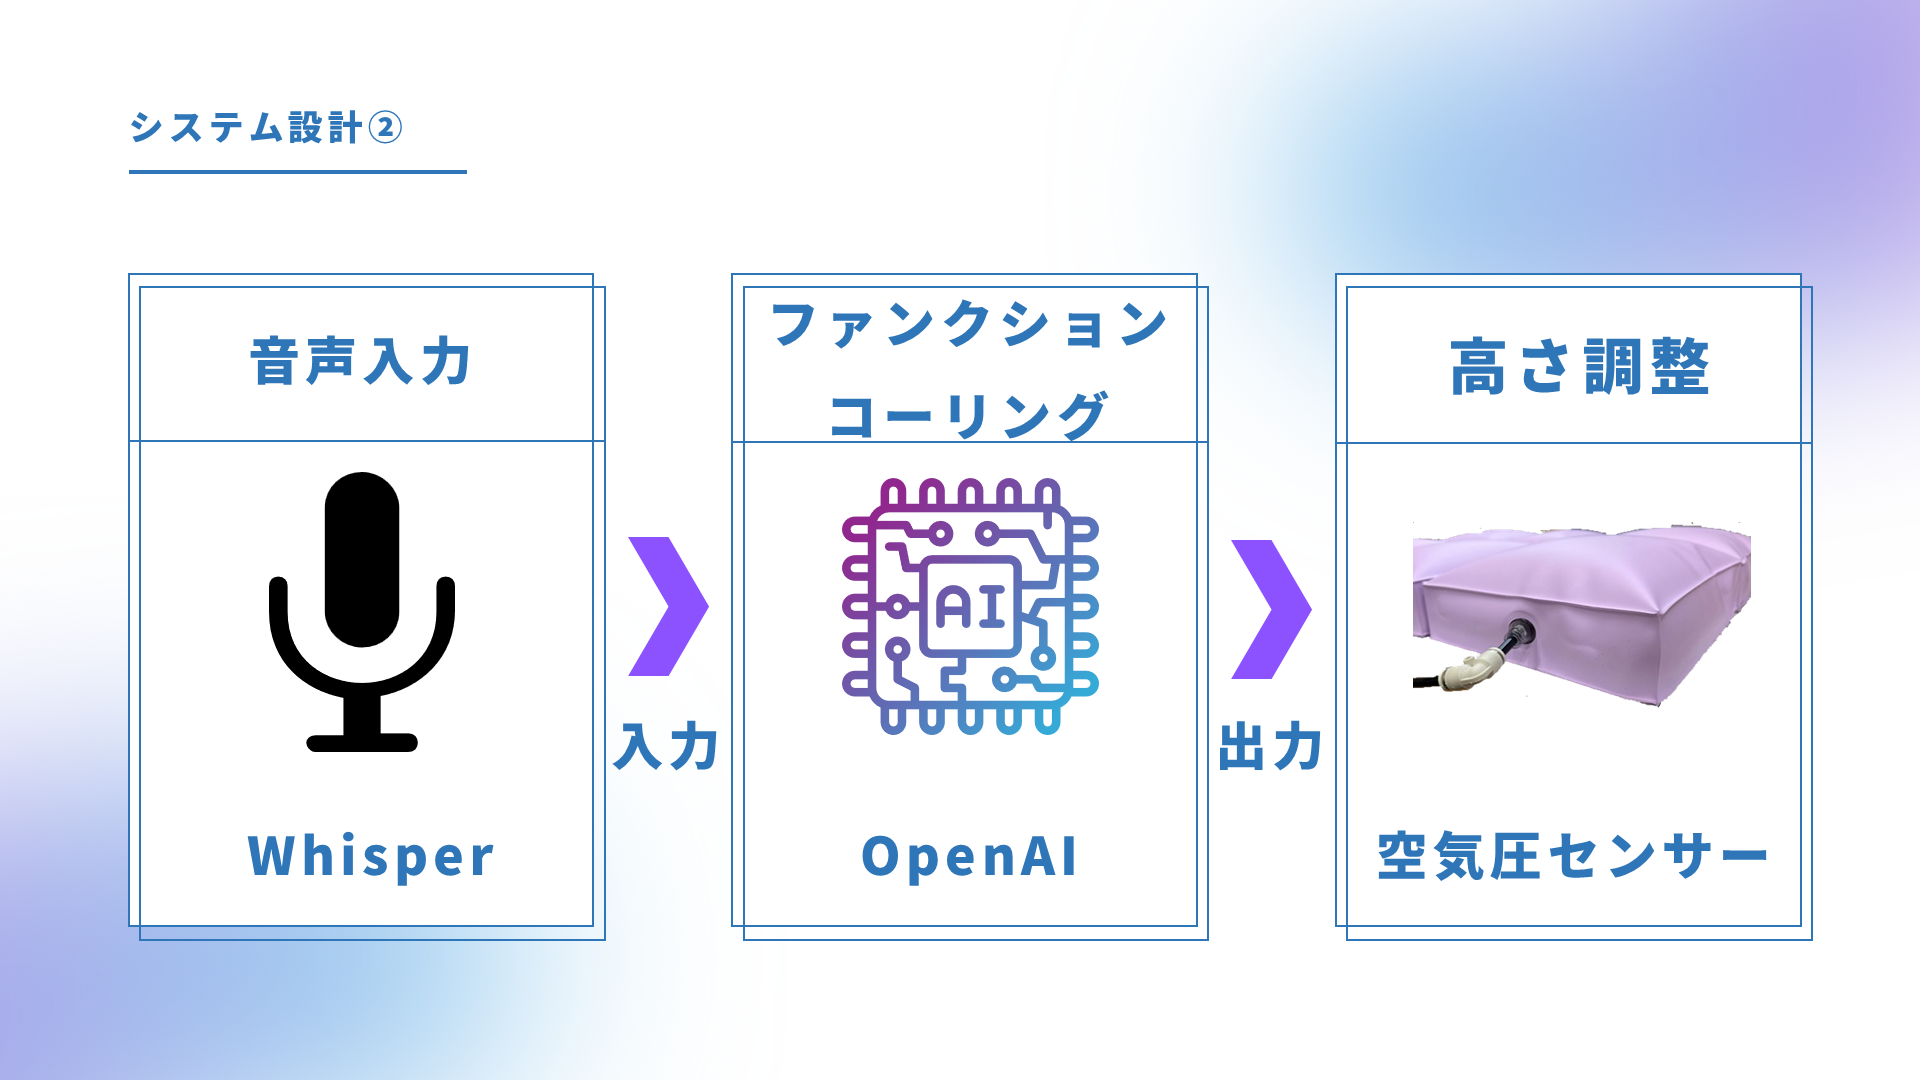 システム設計②
音声入力
Whisper
入力
ファンクション
コーリング
AI
OpenAI
出力
高さ調整
空気圧センサー